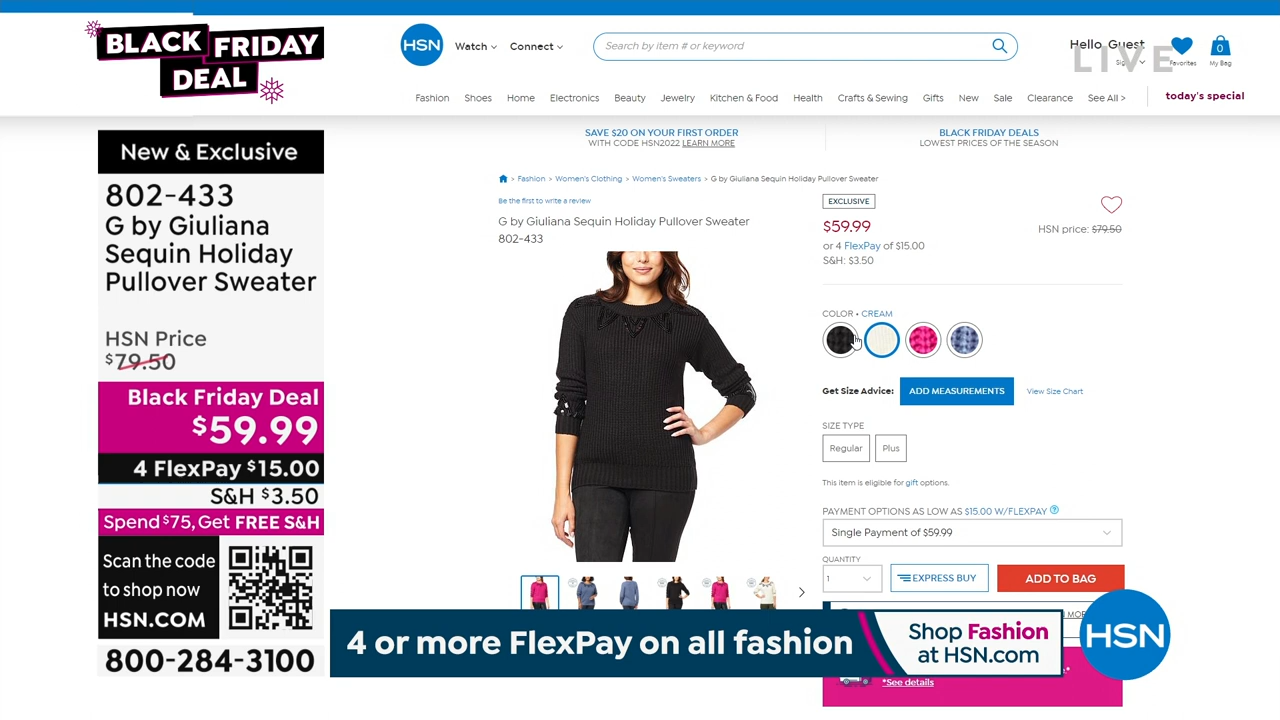 BLACK FRIDAY
DEAL
New & Exclusive
802-433
G by Giuliana
Sequin Holiday
Pullover Sweater
HSN Price
$79.50
Black Friday Deal
$59.99
4 FlexPay $15.00
S&H $3.50
Spend $75, Get FREE S&H
Scan the code
to shop now
HSN.COM
800-284-3100
HSN
Watch
Connect
Search by item # or keyword
Hello, Guest
LIVE
Favorites
0
My Bag
Fashion Shoes Home Electronics Beauty Jewelry Kitchen & Food Health Crafts & Sewing Gifts New Sale Clearance See All >
today's special
SAVE $20 ON YOUR FIRST ORDER
WITH CODE HSN2022 LEARN MORE
BLACK FRIDAY DEALS
LOWEST PRICES OF THE SEASON
> Fashion > Women's Clothing > Women's Sweaters > G by Giuliana Sequin Holiday Pullover Sweater
Be the first to write a review
G by Giuliana Sequin Holiday Pullover Sweater
802-433
EXCLUSIVE
$59.99
HSN price: $79.50
or 4 FlexPay of $15.00
S&H: $3.50
COLOR • CREAM
Get Size Advice:
ADD MEASUREMENTS
View Size Chart
SIZE TYPE
Regular
Plus
This item is eligible for gift options.
PAYMENT OPTIONS AS LOW AS $15.00 W/FLEXPAY ?
Single Payment of $59.99
QUANTITY
1
EXPRESS BUY
ADD TO BAG
>
4 or more FlexPay on all fashion
Shop Fashion
at HSN.com
HSN
*See details